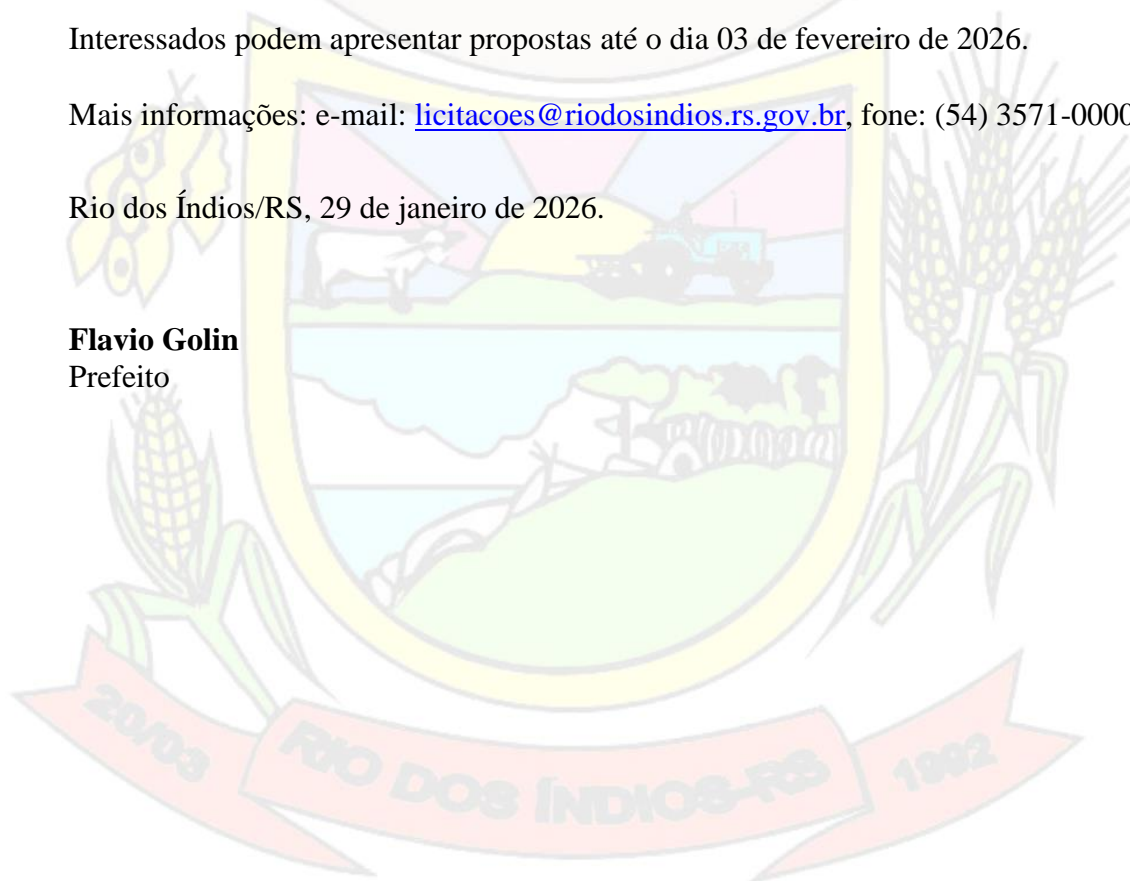 Interessados podem apresentar propostas até o dia 03 de fevereiro de 2026.
Mais informações: e-mail: licitacoes@riodosindios.rs.gov.br, fone: (54) 3571-0000
Rio dos Índios/RS, 29 de janeiro de 2026.
Flavio Golin
Prefeito
20/03
RIO DOS ÍNDIOS-RS
1992